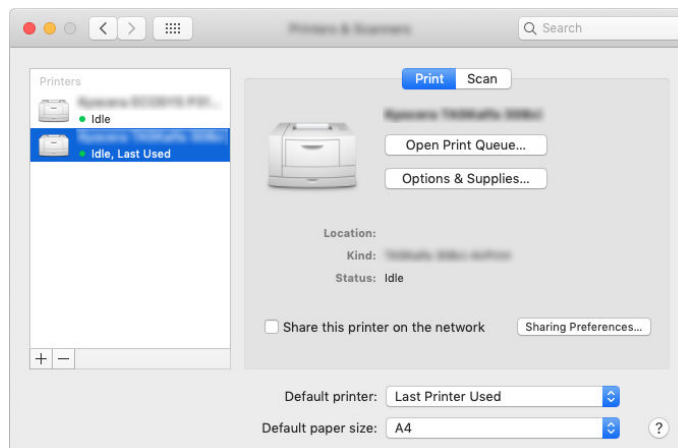 Search
Printers
Idle
Idle, Last Used
Print Scan
Open Print Queue...
Options & Supplies...
Location:
Kind:
Status: Idle
Share this printer on the network
Sharing Preferences...
+ −
Default printer: Last Printer Used
Default paper size: A4
?